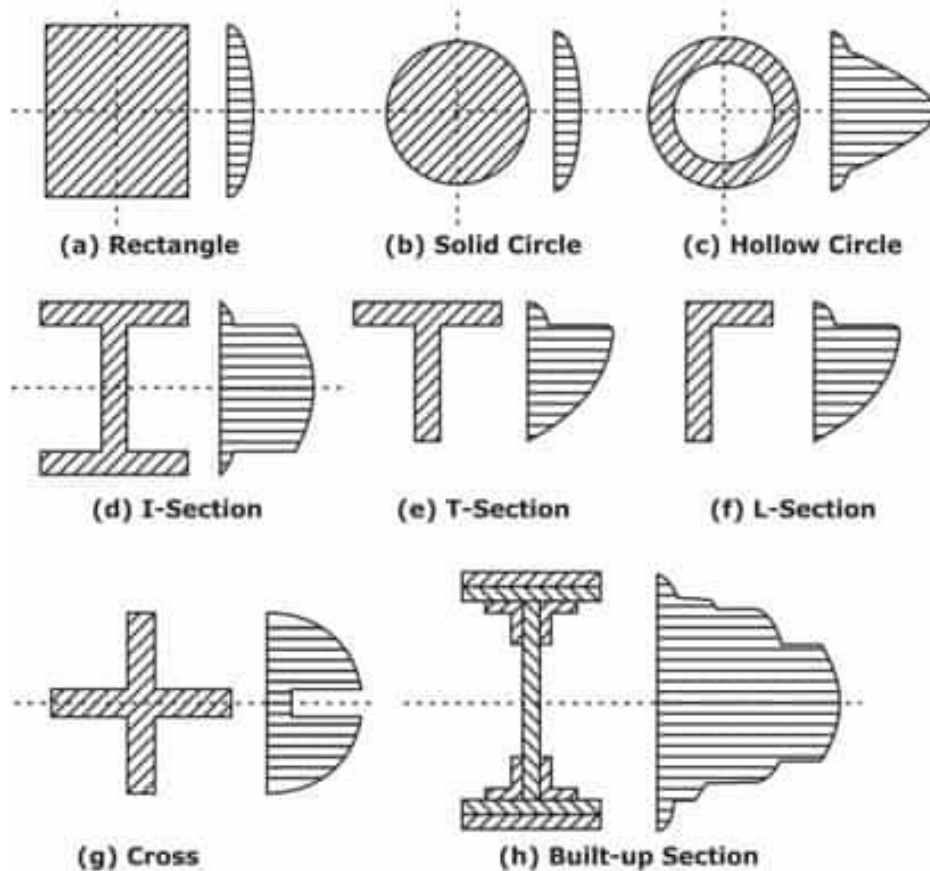 (a) Rectangle
(b) Solid Circle
(c) Hollow Circle
(d) I-Section
(e) T-Section
(f) L-Section
(g) Cross
(h) Built-up Section